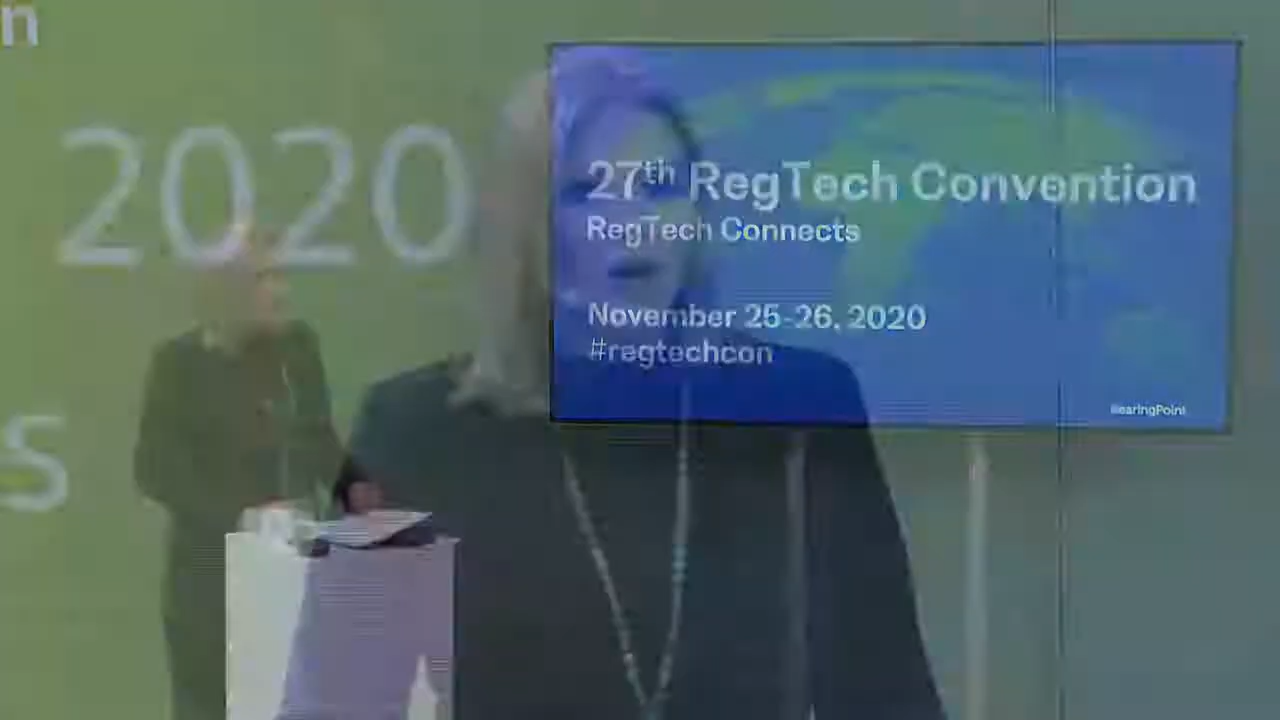 n
2020
s
27th RegTech Convention
RegTech Connects
November 25-26, 2020
#regtechcon
BearingPoint